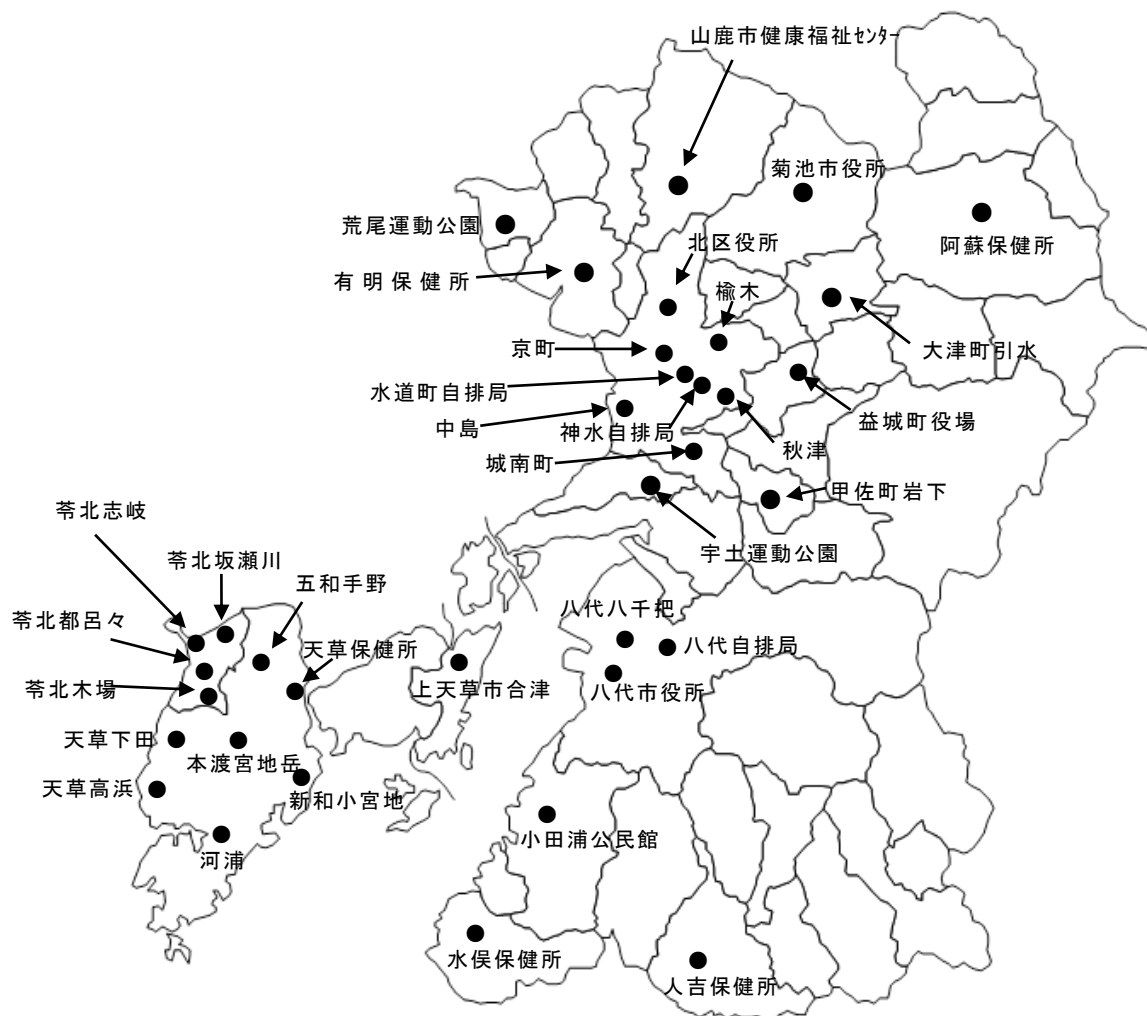 山鹿市健康福祉ｾﾝﾀｰ
菊池市役所
荒尾運動公園
北区役所
阿蘇保健所
有明保健所
楡木
京町
大津町引水
水道町自排局
中島
神水自排局
益城町役場
秋津
城南町
甲佐町岩下
苓北志岐
宇土運動公園
苓北坂瀬川
五和手野
苓北都呂々
八代八千把
天草保健所
八代自排局
苓北木場
上天草市合津
八代市役所
天草下田
本渡宮地岳
天草高浜
新和小宮地
小田浦公民館
河浦
水俣保健所
人吉保健所